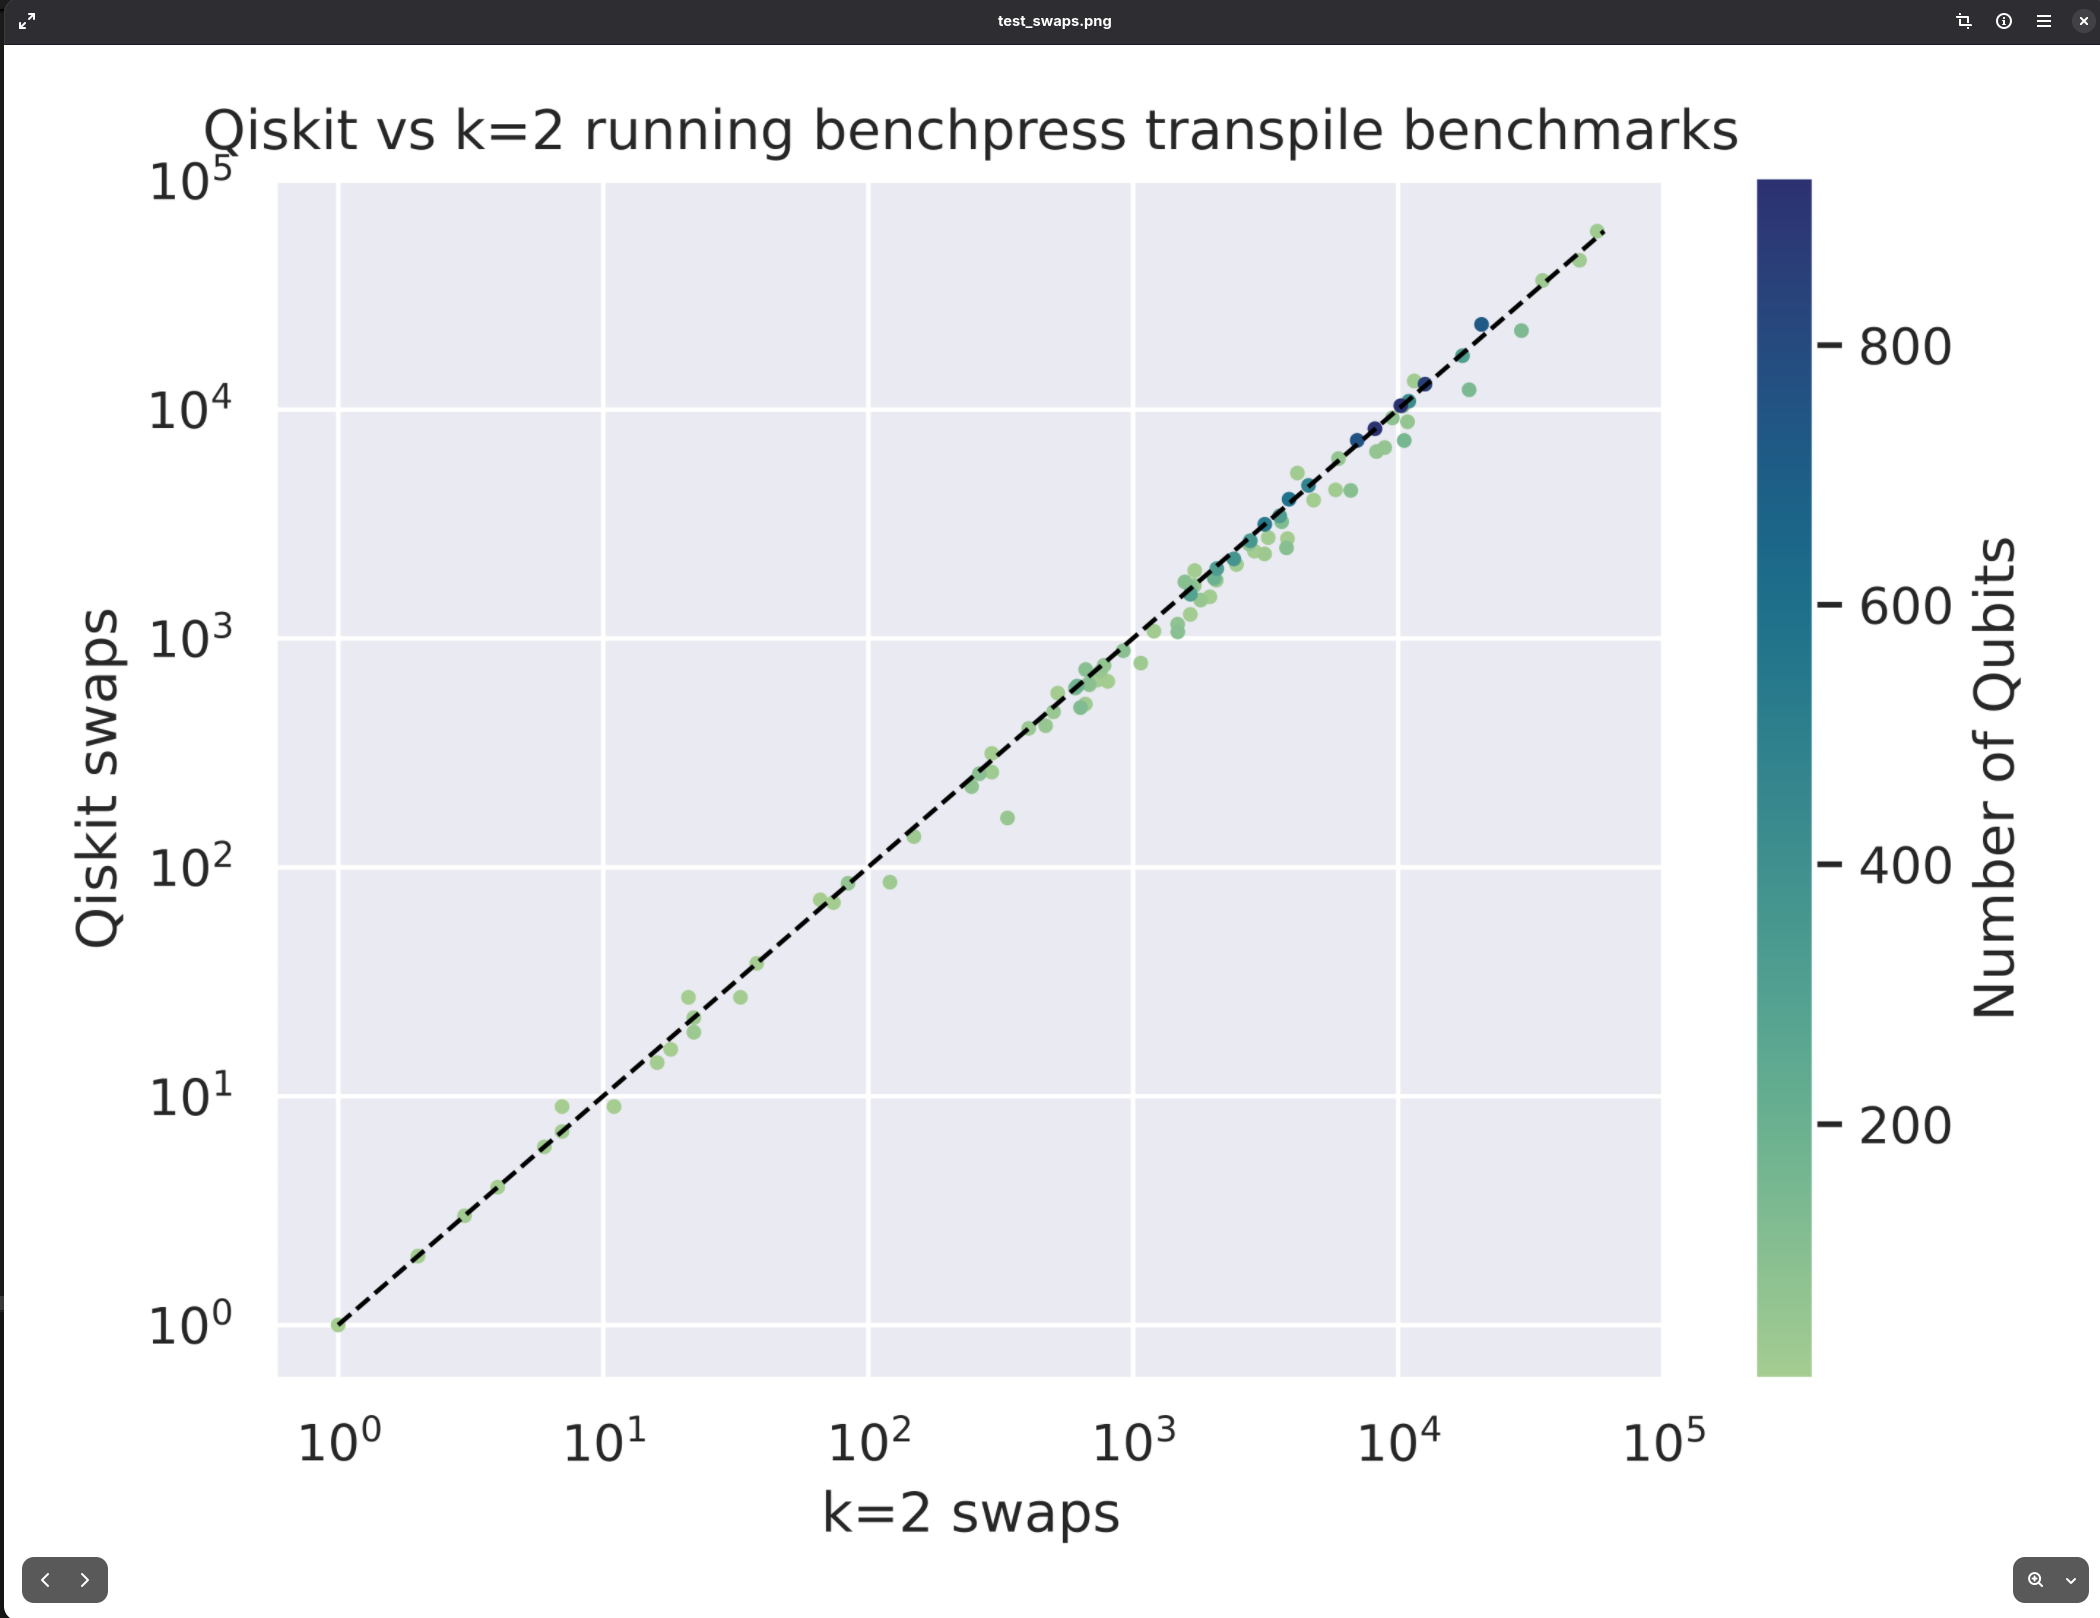 test_swaps.png
Qiskit vs k=2 running benchpress transpile benchmarks
10^5
10^4
10^3
10^2
10^1
10^0
Qiskit swaps
10^0 10^1 10^2 10^3 10^4 10^5
k=2 swaps
800
600
400
200
Number of Qubits